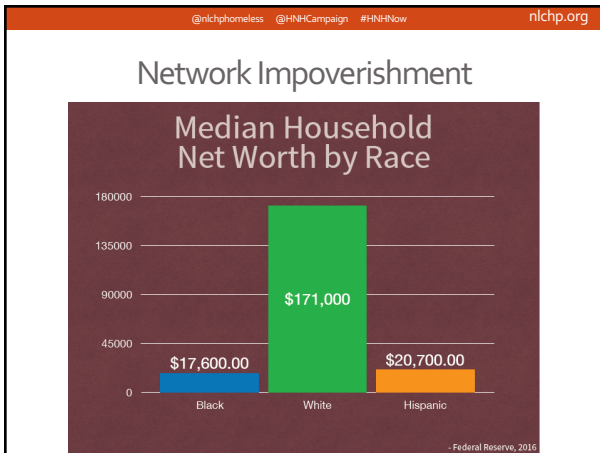 @nlchphomeless @HNHCampaign #HNHNow nlchp.org
Network Impoverishment
Median Household
Net Worth by Race
180000
135000
90000
45000
0
$17,600.00
$171,000
$20,700.00
Black White Hispanic
- Federal Reserve, 2016